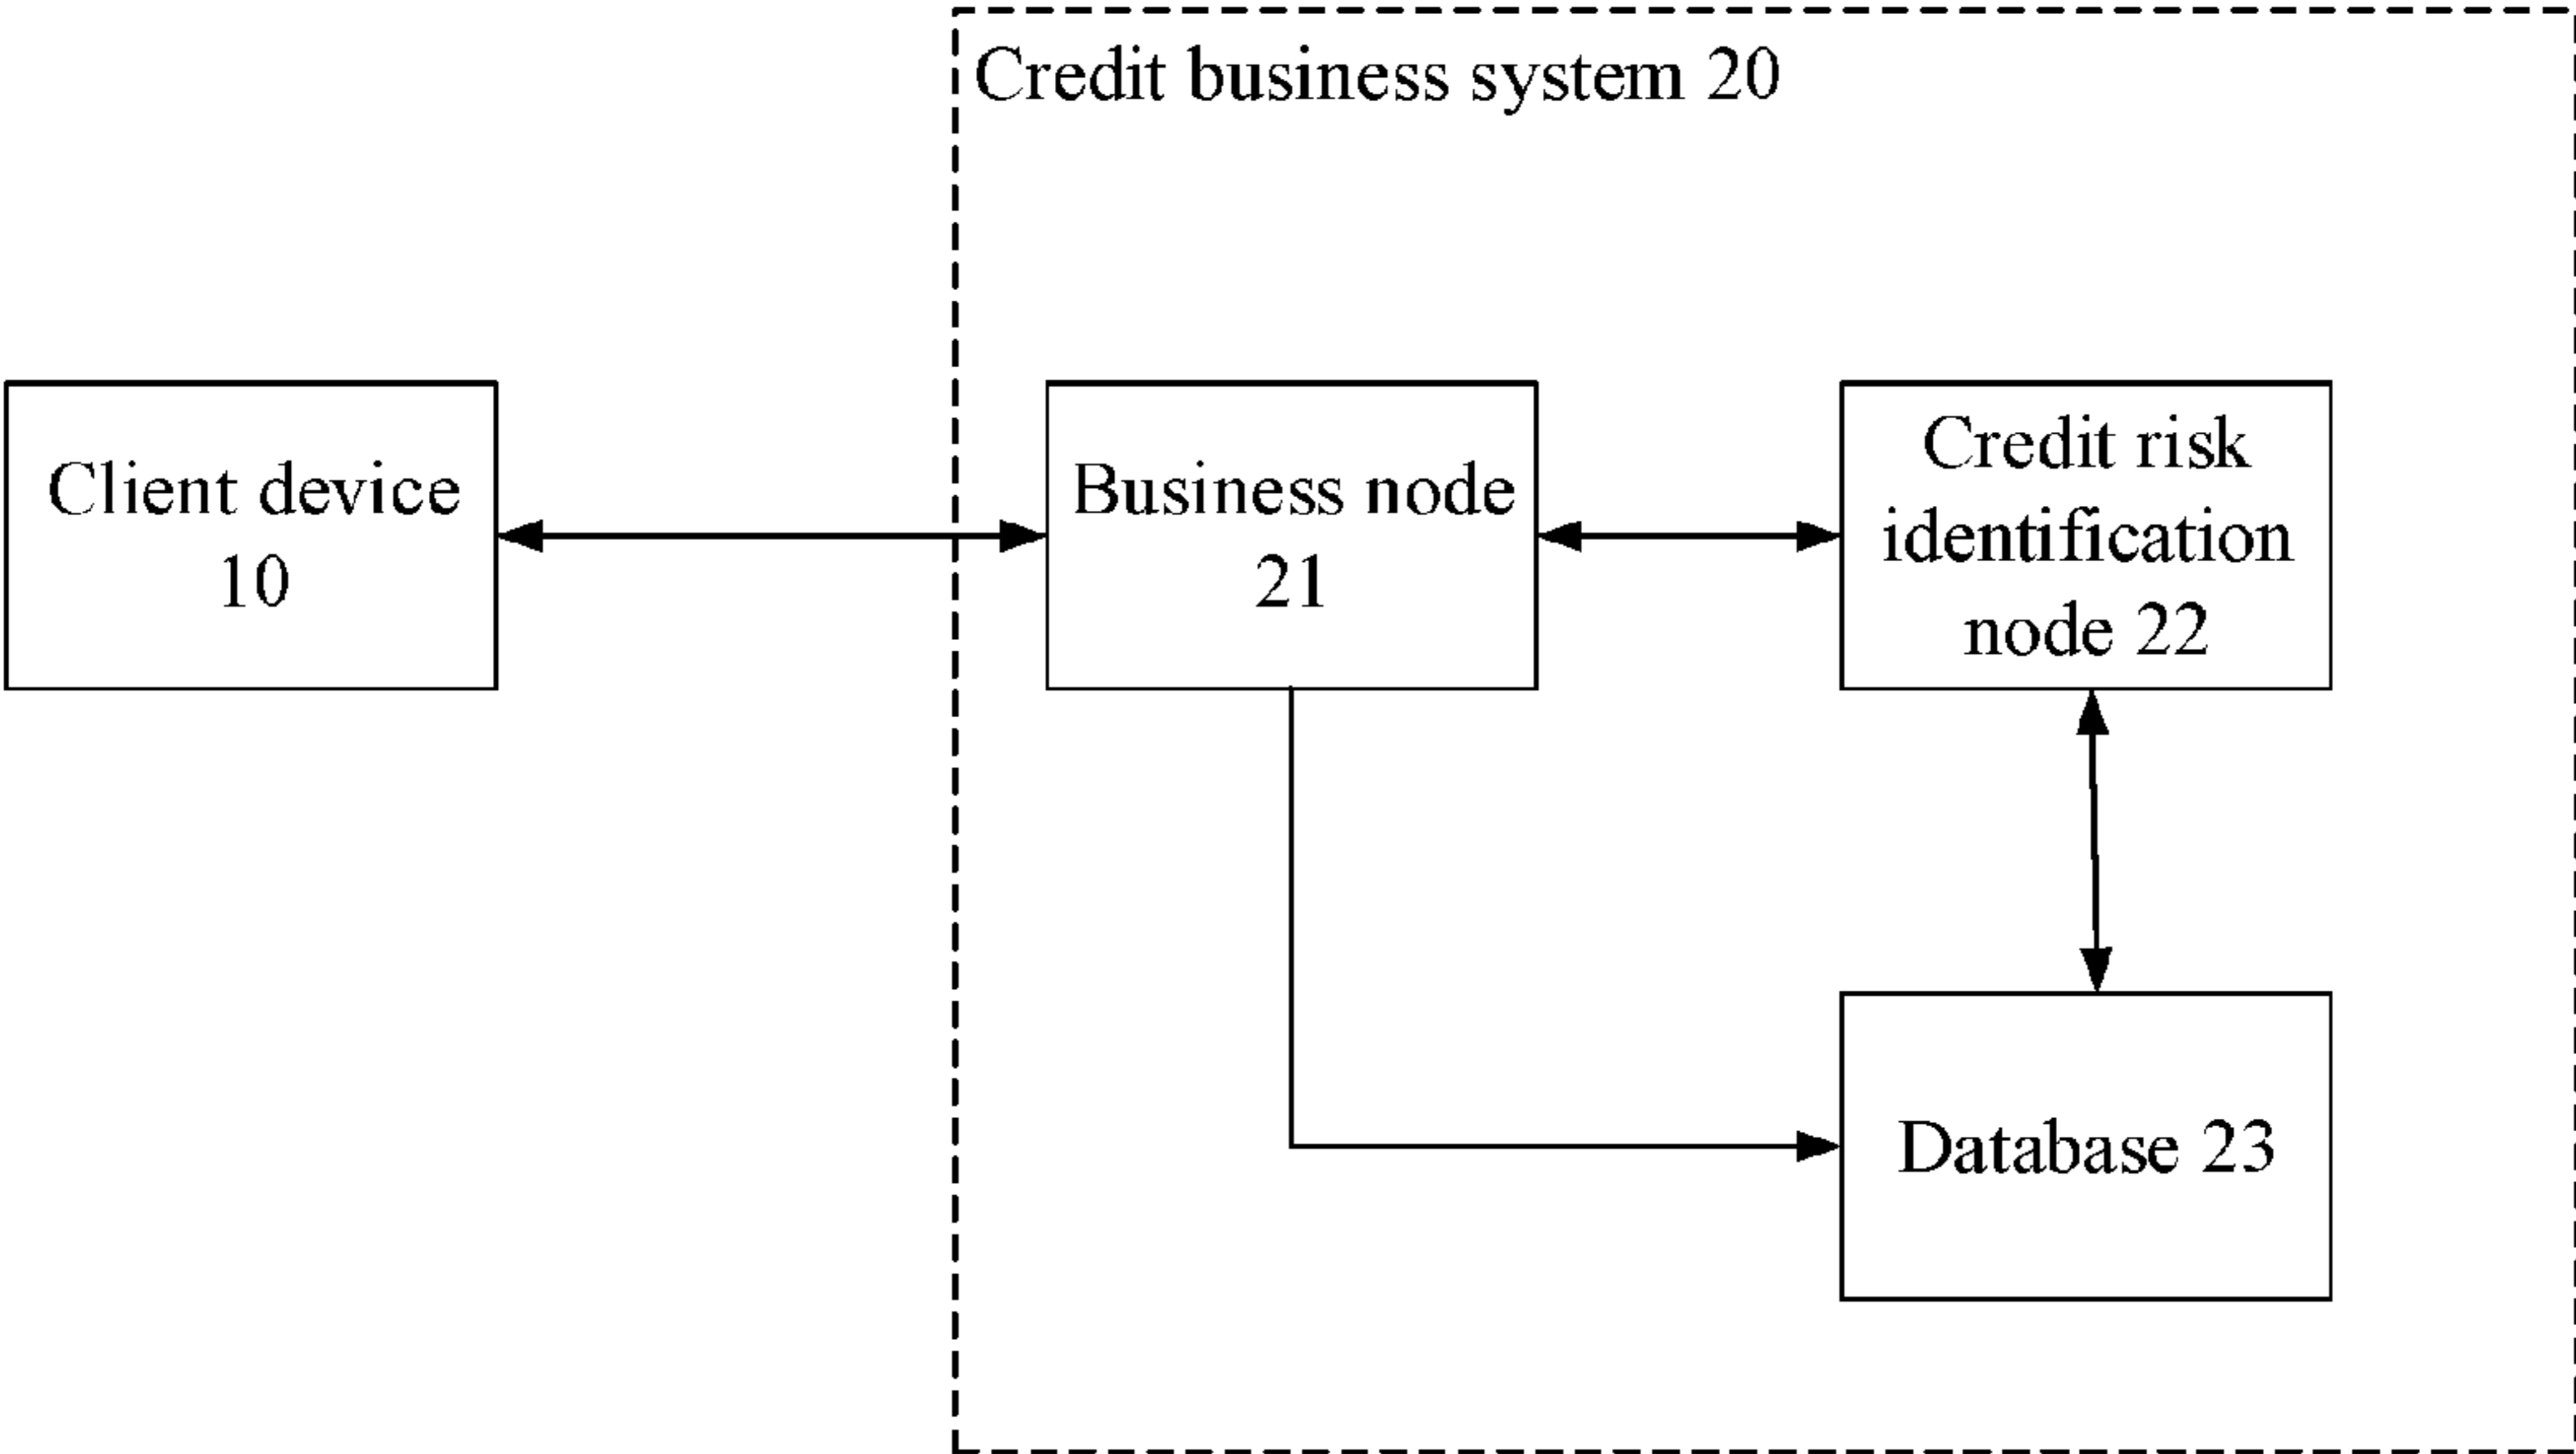 Credit business system 20
Client device
10
Business node
21
Credit risk
identification
node 22
Database 23